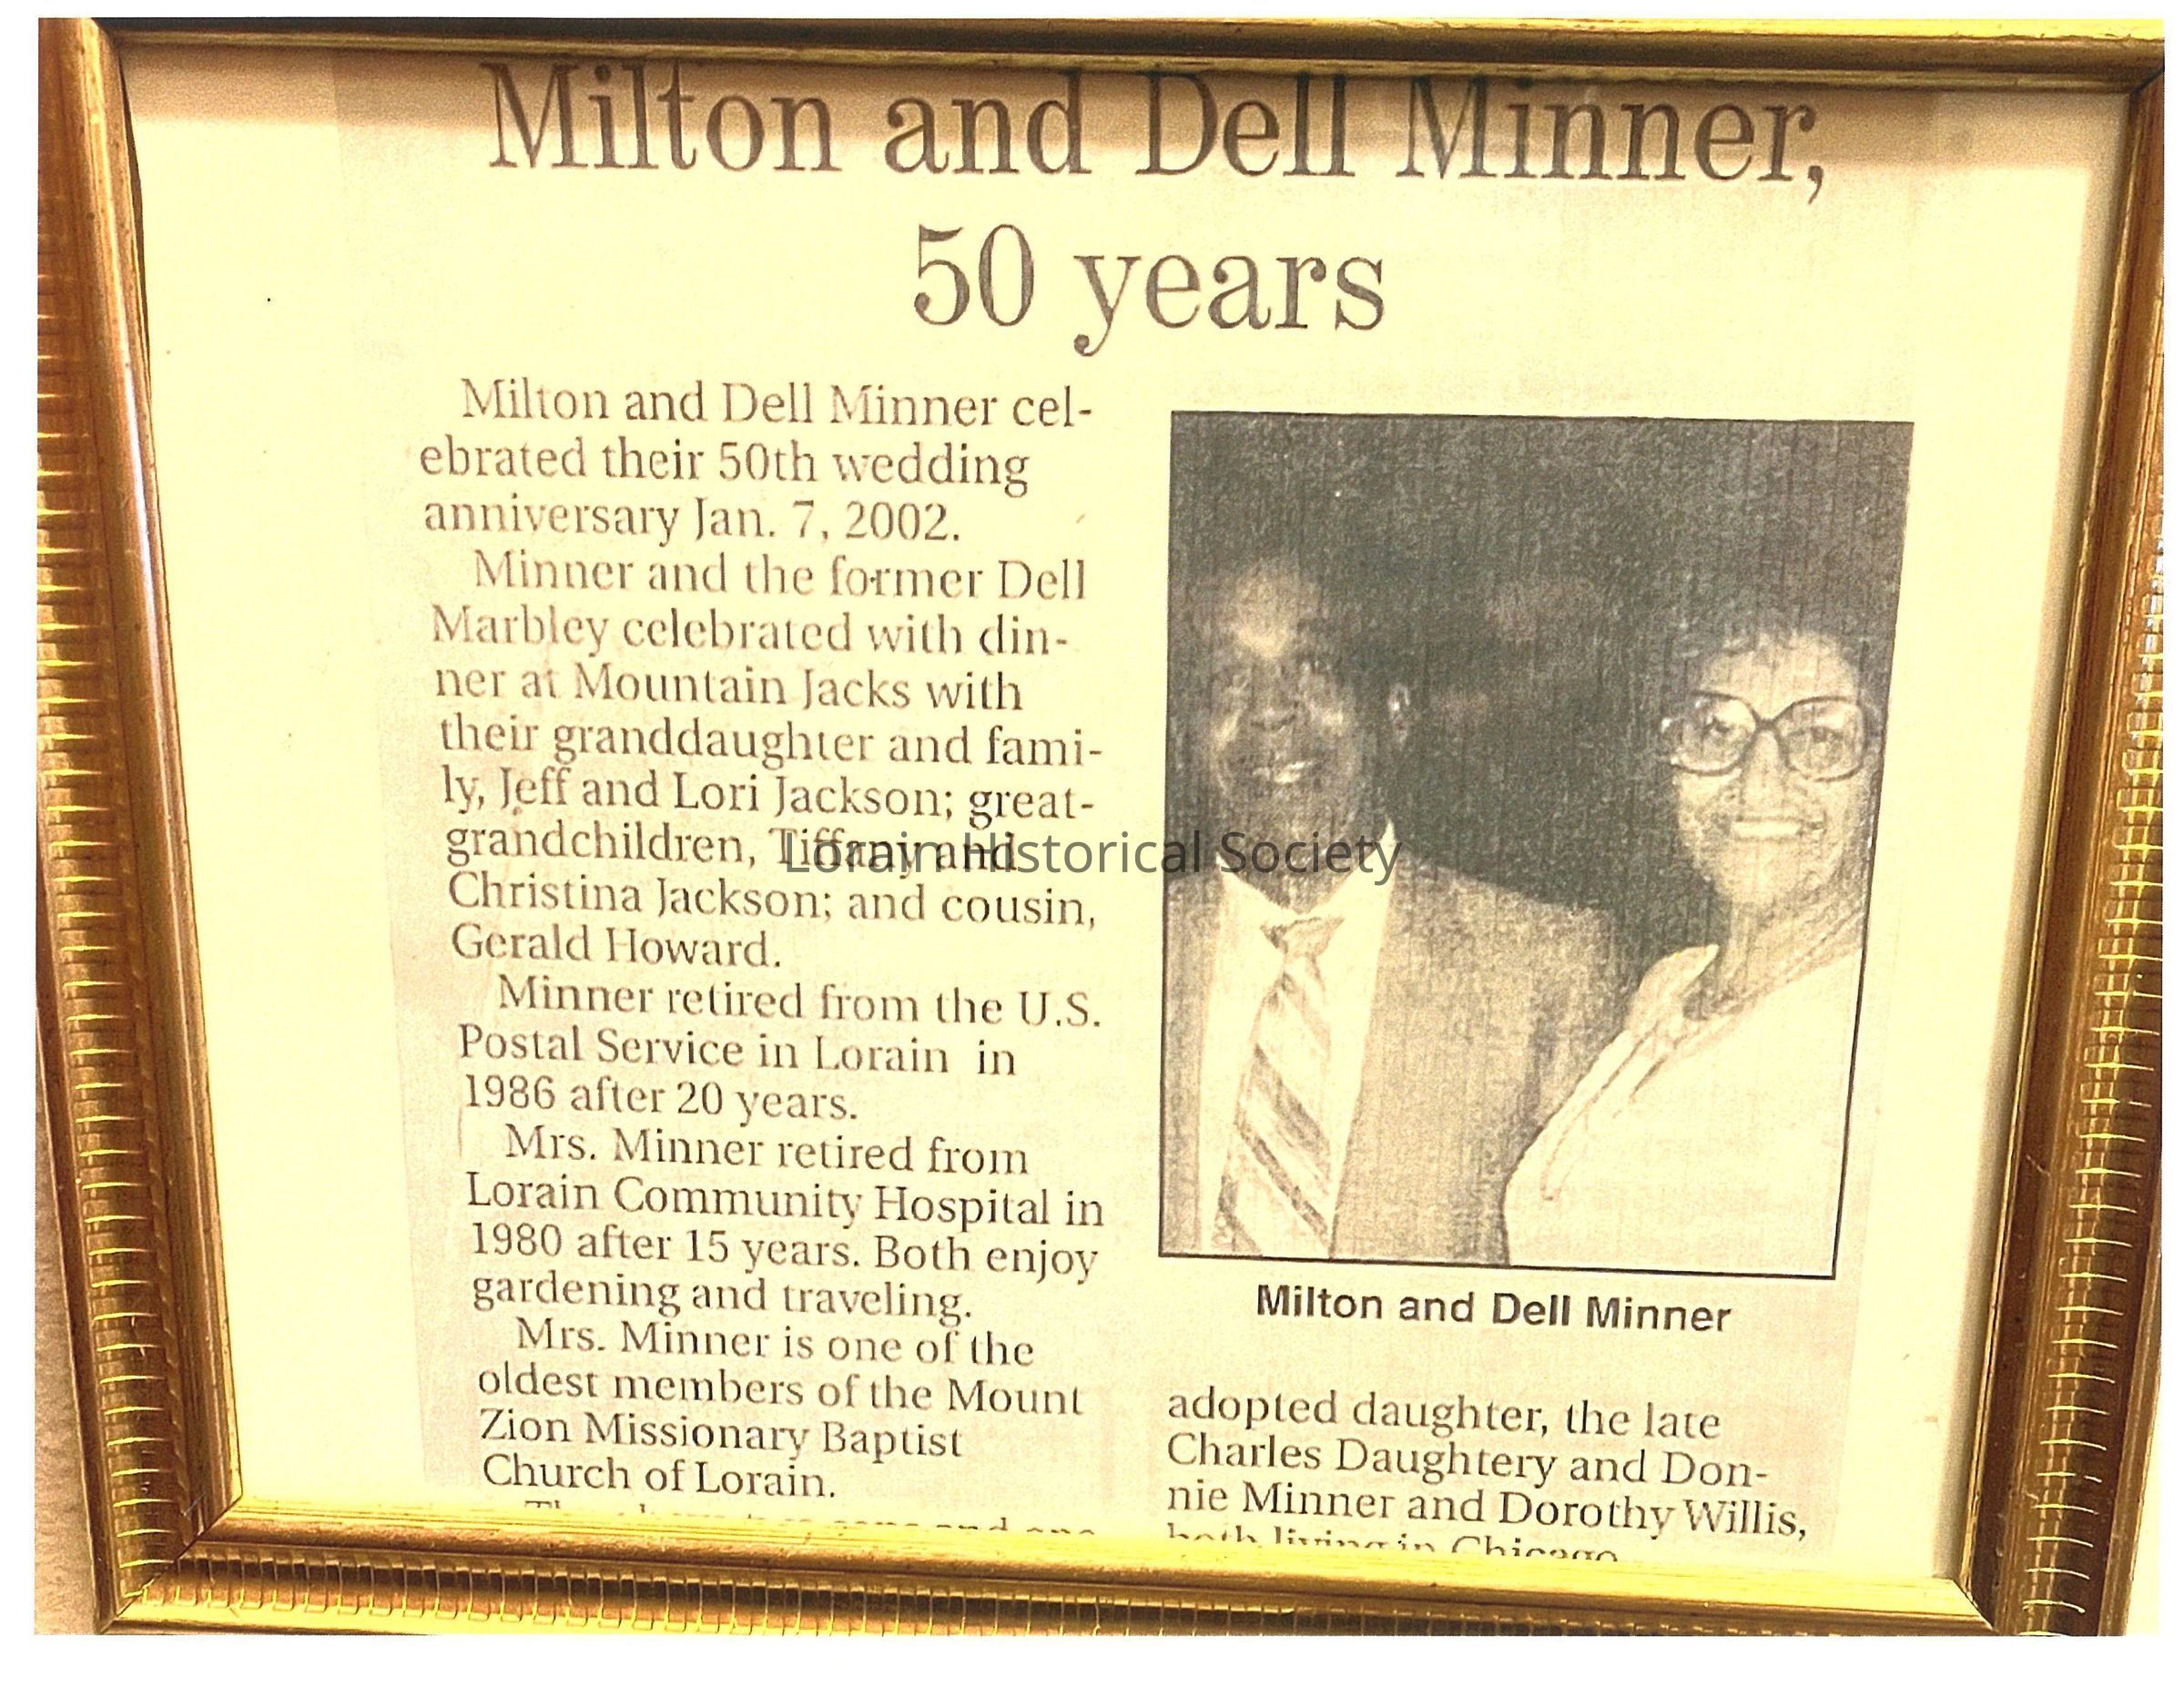 Milton and Dell Minner,
50 years
Milton and Dell Minner cel-
ebrated their 50th wedding
anniversary Jan. 7, 2002.
Minner and the former Dell
Marbley celebrated with din-
ner at Mountain Jacks with
their granddaughter and fami-
ly, Jeff and Lori Jackson; great-
grandchildren, Tiffany and
Christina Jackson; and cousin,
Gerald Howard.
Minner retired from the U.S.
Postal Service in Lorain in
1986 after 20 years.
Mrs. Minner retired from
Lorain Community Hospital in
1980 after 15 years. Both enjoy
gardening and traveling.
Mrs. Minner is one of the
oldest members of the Mount
Zion Missionary Baptist
Church of Lorain.
Milton and Dell Minner
adopted daughter, the late
Charles Daughtery and Don-
nie Minner and Dorothy Willis,
both living in Chicago
Lorain Historical Society